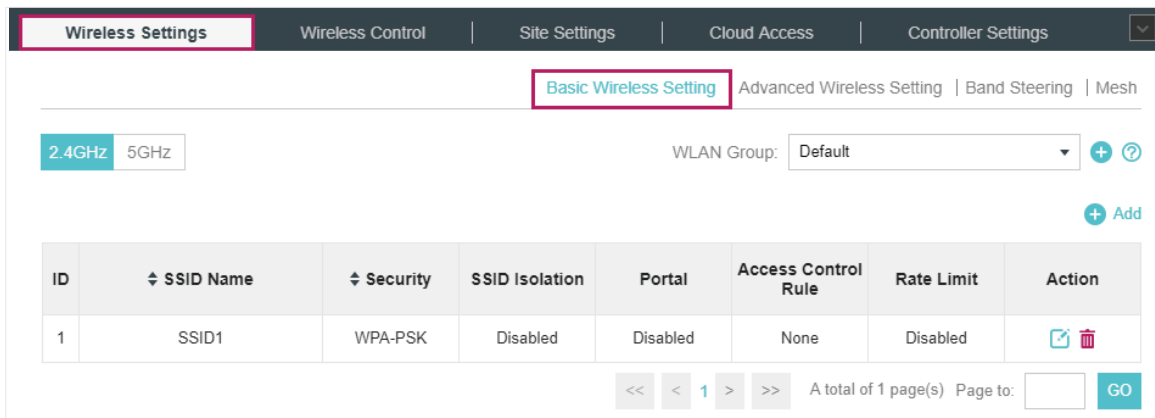 Wireless Settings Wireless Control Site Settings Cloud Access Controller Settings
Basic Wireless Setting Advanced Wireless Setting | Band Steering | Mesh
2.4GHz 5GHz WLAN Group: Default
Add
ID SSID Name Security SSID Isolation Portal Access Control Rule Rate Limit Action
1 SSID1 WPA-PSK Disabled Disabled None Disabled
<< < 1 > >> A total of 1 page(s) Page to: GO